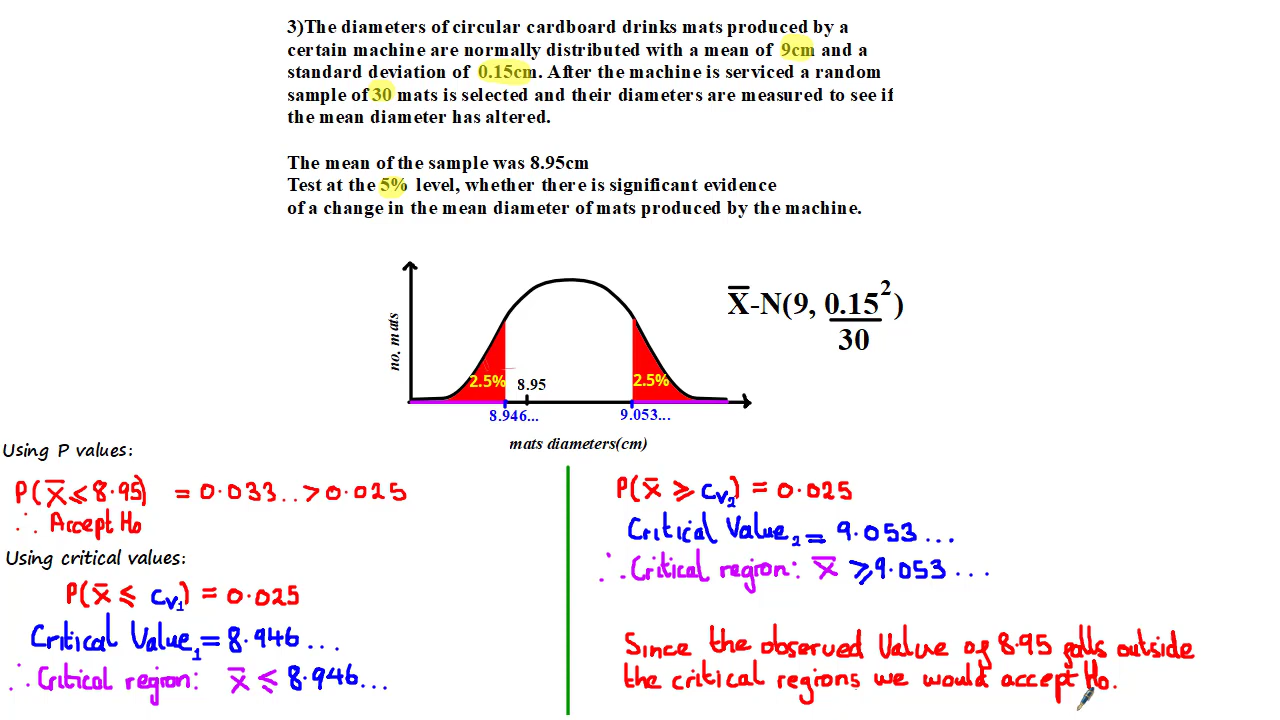 3)The diameters of circular cardboard drinks mats produced by a
certain machine are normally distributed with a mean of 9cm and a
standard deviation of 0.15cm. After the machine is serviced a random
sample of 30 mats is selected and their diameters are measured to see if
the mean diameter has altered.
The mean of the sample was 8.95cm
Test at the 5% level, whether there is significant evidence
of a change in the mean diameter of mats produced by the machine.
no. mats
2.5%
8.95
2.5%
8.946...
9.053...
mats diameters(cm)
X̅-N(9, 0.15²)
30
Using P values:
P(x̅ ≤ 8.95) = 0.033.. > 0.025
∴ Accept H₀
Using critical values:
P(x̅ ≤ CV₁) = 0.025
Critical Value₁ = 8.946...
∴ Critical region: x̅ ≤ 8.946...
P(x̅ ≥ CV₂) = 0.025
Critical Value₂ = 9.053...
∴ Critical region: x̅ ≥ 9.053...
Since the observed value of 8.95 falls outside
the critical regions we would accept H₀.